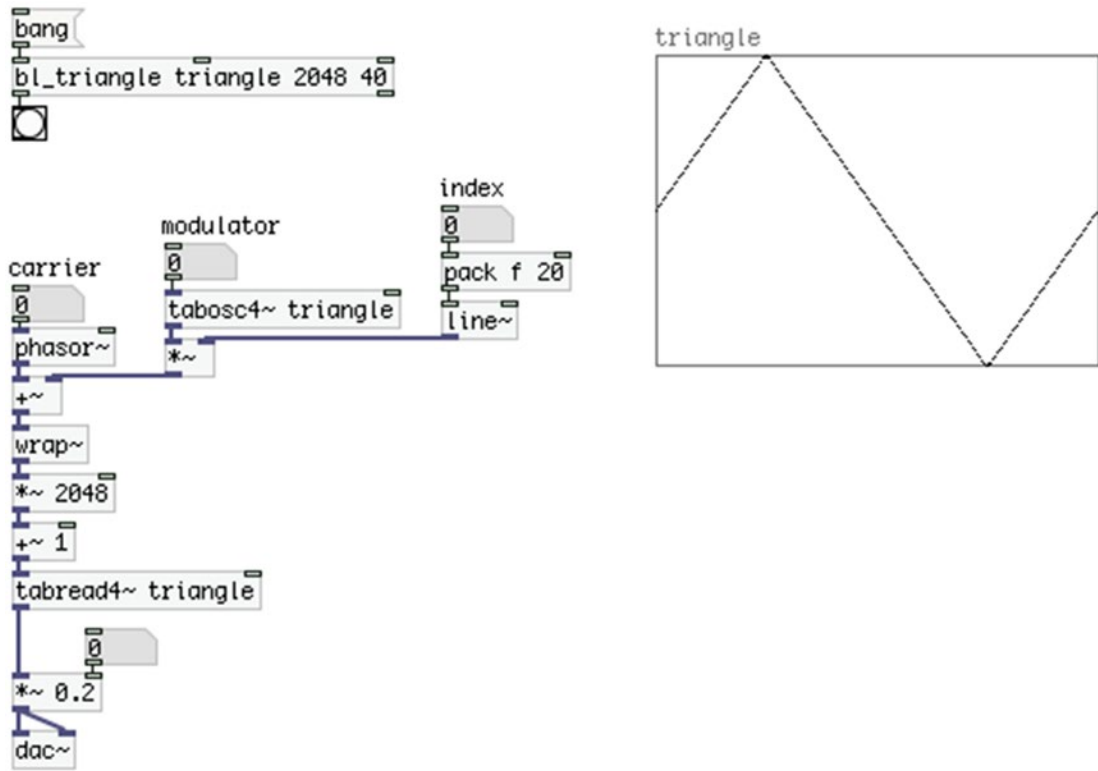 bang
bl_triangle triangle 2048 40
triangle
index
0
modulator
0
pack f 20
carrier
0
tabosc4~ triangle
line~
phasor~
*~
+~
wrap~
*~ 2048
+~ 1
tabread4~ triangle
0
*~ 0.2
dac~